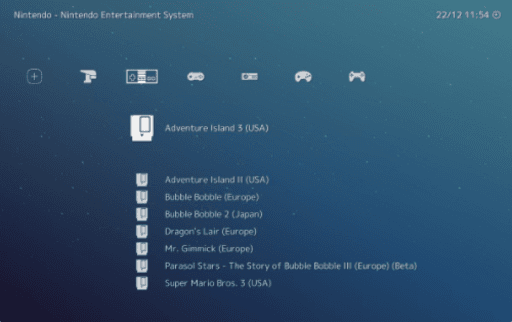 Nintendo - Nintendo Entertainment System
22/12 11:54
Adventure Island 3 (USA)
Adventure Island II (USA)
Bubble Bobble (Europe)
Bubble Bobble 2 (Japan)
Dragon's Lair (Europe)
Mr. Gimmick (Europe)
Parasol Stars - The Story of Bubble Bobble III (Europe) (Beta)
Super Mario Bros. 3 (USA)